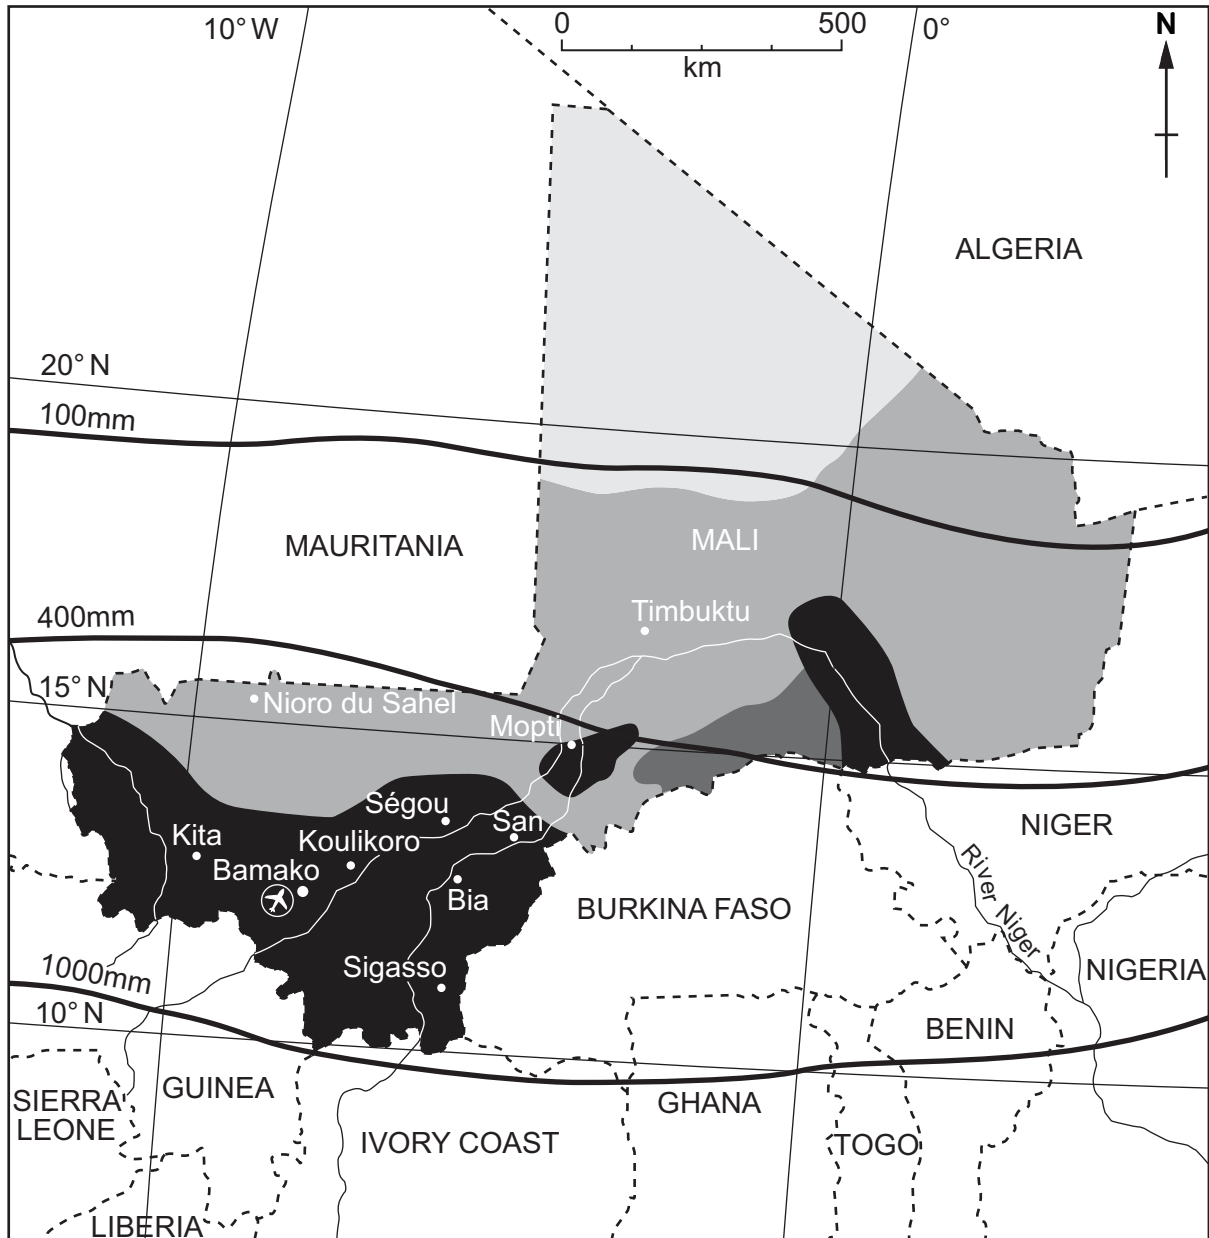 10° W
0
500
0°
N
km
ALGERIA
20° N
100mm
MAURITANIA
MALI
400mm
Timbuktu
15° N
Nioro du Sahel
Mopti
Ségou
San
Kita
Koulikoro
NIGER
Bamako
Bia
BURKINA FASO
River Niger
Sigasso
1000mm
NIGERIA
10° N
BENIN
SIERRA
LEONE
GUINEA
GHANA
IVORY COAST
TOGO
LIBERIA